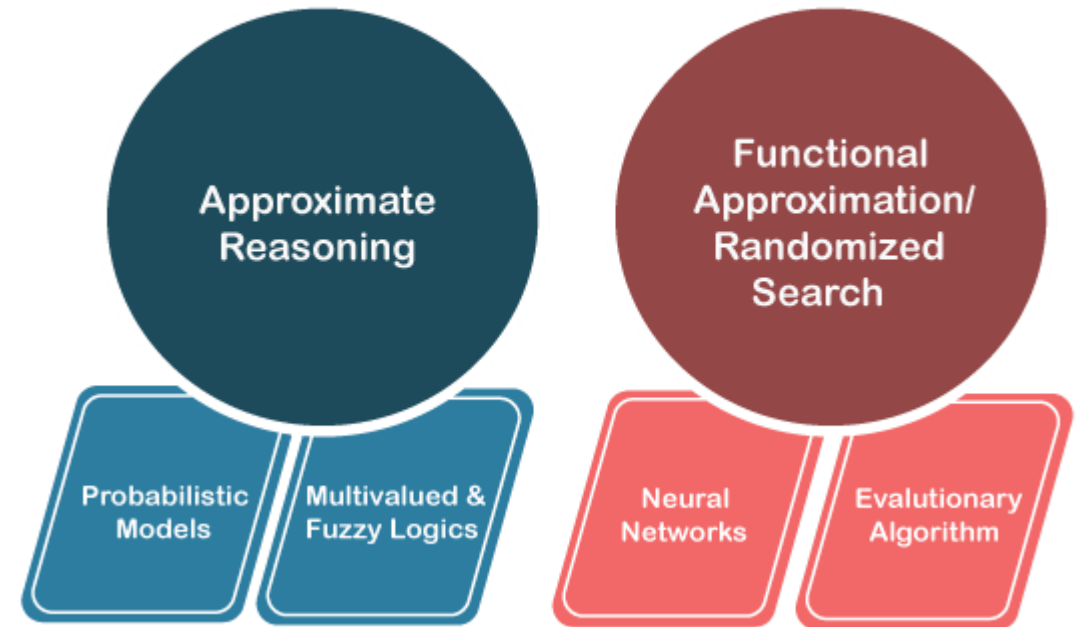 Approximate
Reasoning
Functional
Approximation/
Randomized
Search
Probabilistic
Models
Multivalued &
Fuzzy Logics
Neural
Networks
Evalutionary
Algorithm